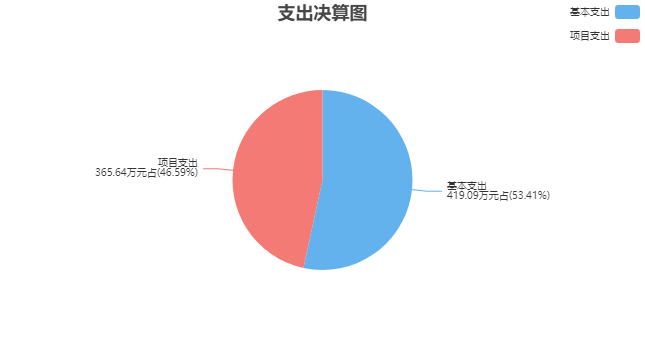 支出决算图
基本支出
项目支出
项目支出
365.64万元占(46.59%)
基本支出
419.09万元占(53.41%)